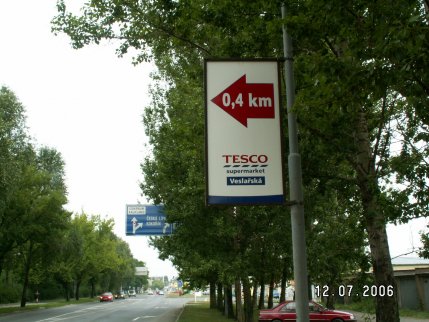 0,4 km
TESCO
supermarket
Veslařská
12.07.2006